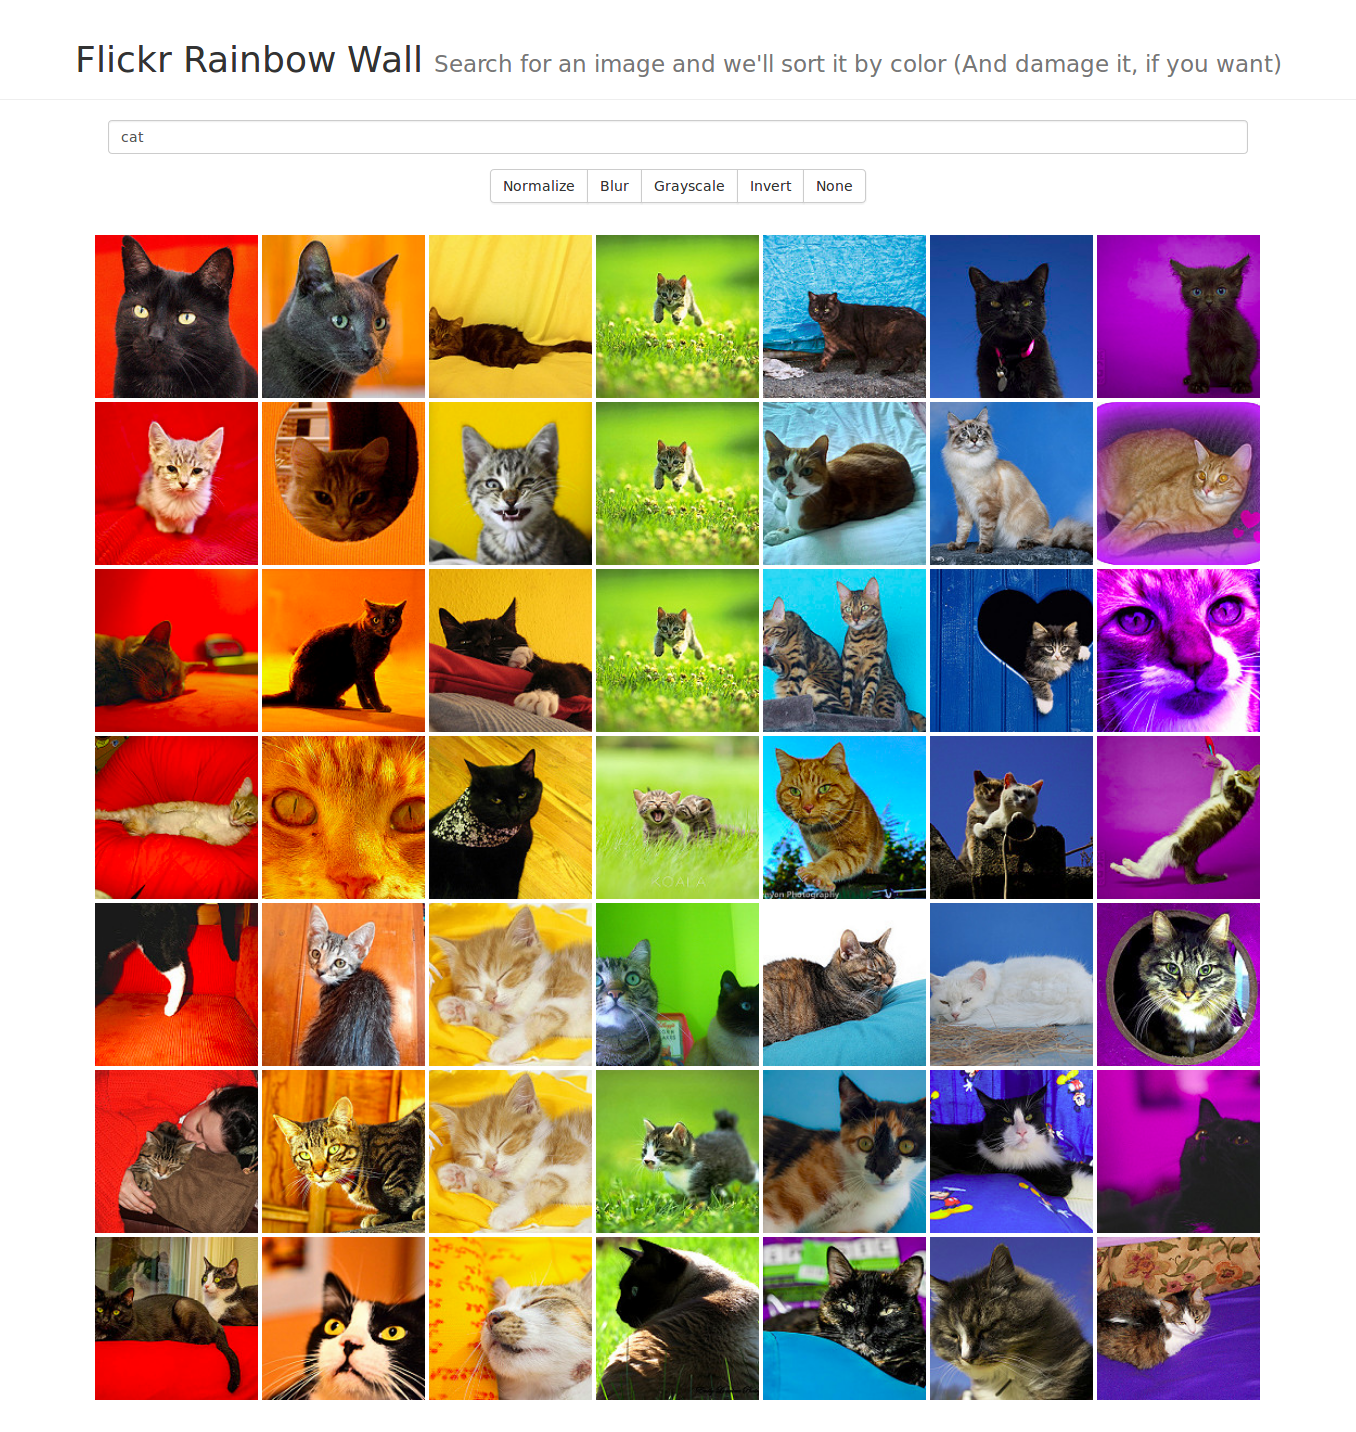 Flickr Rainbow Wall Search for an image and we'll sort it by color (And damage it, if you want)
cat
Normalize Blur Grayscale Invert None
KOALA
Photography